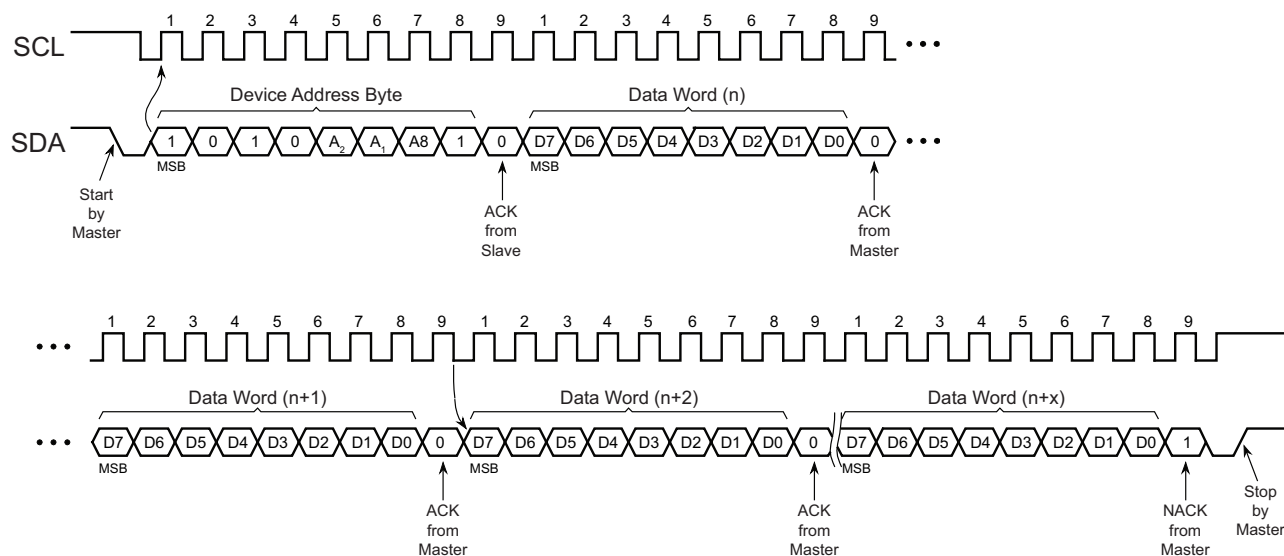 1 2 3 4 5 6 7 8 9 1 2 3 4 5 6 7 8 9
SCL
Device Address Byte Data Word (n)
SDA 1 0 1 0 A2 A1 A8 1 0 D7 D6 D5 D4 D3 D2 D1 D0 0
MSB MSB
Start
by
Master
ACK
from
Slave
ACK
from
Master
1 2 3 4 5 6 7 8 9 1 2 3 4 5 6 7 8 9 1 2 3 4 5 6 7 8 9
Data Word (n+1) Data Word (n+2) Data Word (n+x)
D7 D6 D5 D4 D3 D2 D1 D0 0 D7 D6 D5 D4 D3 D2 D1 D0 0 D7 D6 D5 D4 D3 D2 D1 D0 1
MSB MSB MSB
ACK
from
Master
ACK
from
Master
NACK
from
Master
Stop
by
Master